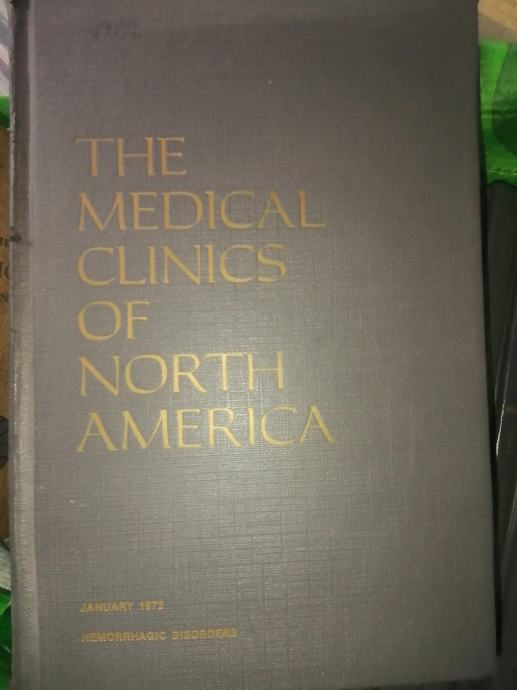 THE
MEDICAL
CLINICS
OF
NORTH
AMERICA
JANUARY 1972
HEMORRHAGIC DISORDERS